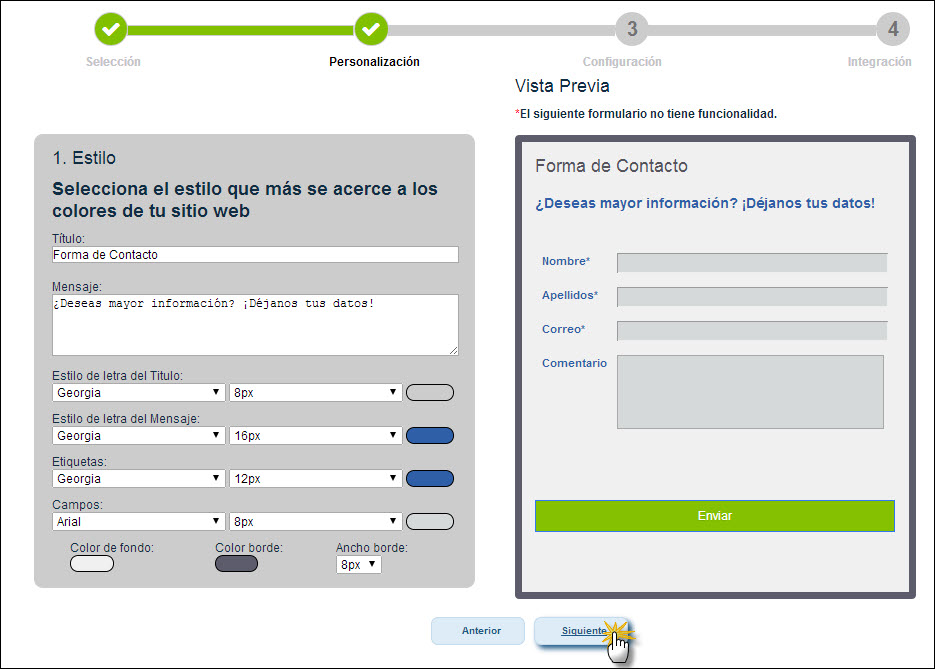 3
4
Selección
Personalización
Configuración
Integración
Vista Previa
*El siguiente formulario no tiene funcionalidad.
1. Estilo
Selecciona el estilo que más se acerce a los
colores de tu sitio web
Título:
Forma de Contacto
Mensaje:
¿Deseas mayor información? ¡Déjanos tus datos!
Estilo de letra del Titulo:
Georgia
8px
Estilo de letra del Mensaje:
Georgia
16px
Etiquetas:
Georgia
12px
Campos:
Arial
8px
Color de fondo:
Color borde:
Ancho borde:
8px
Forma de Contacto
¿Deseas mayor información? ¡Déjanos tus datos!
Nombre*
Apellidos*
Correo*
Comentario
Enviar
Anterior
Siguiente